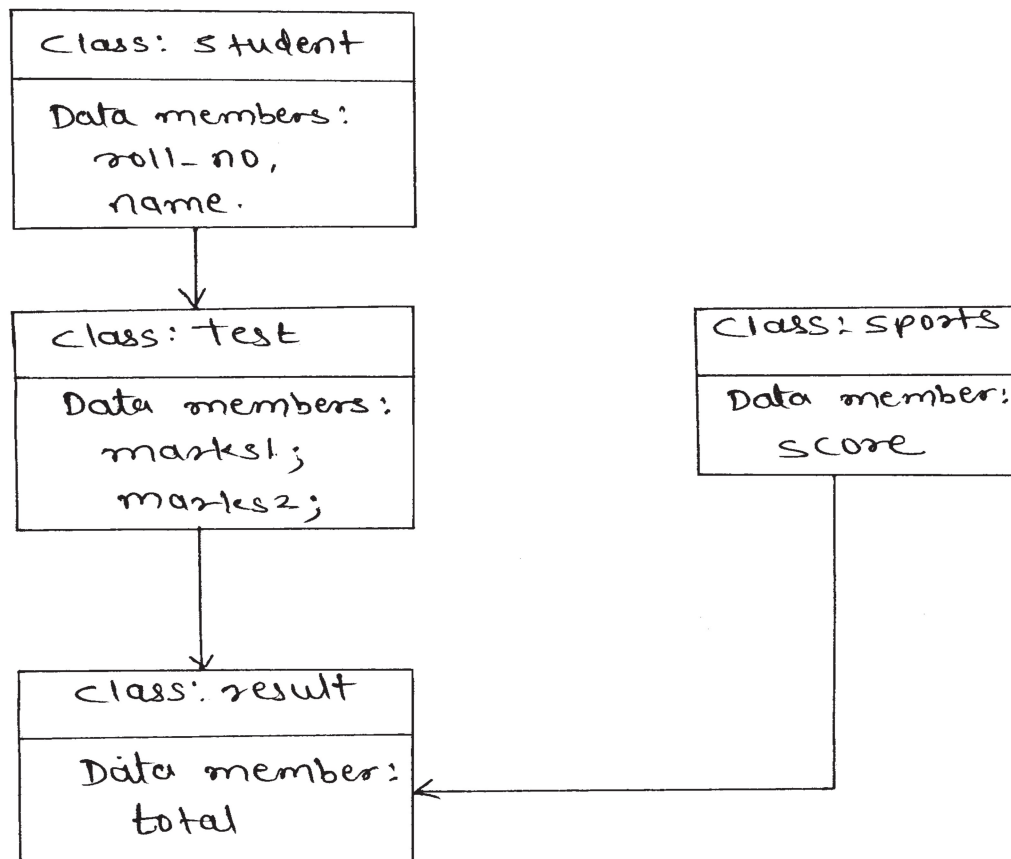 Class: student
Data members:
roll_no,
name.
Class: Test
Data members:
marks1;
marks2;
Class: sports
Data member:
score
Class: result
Data member:
total